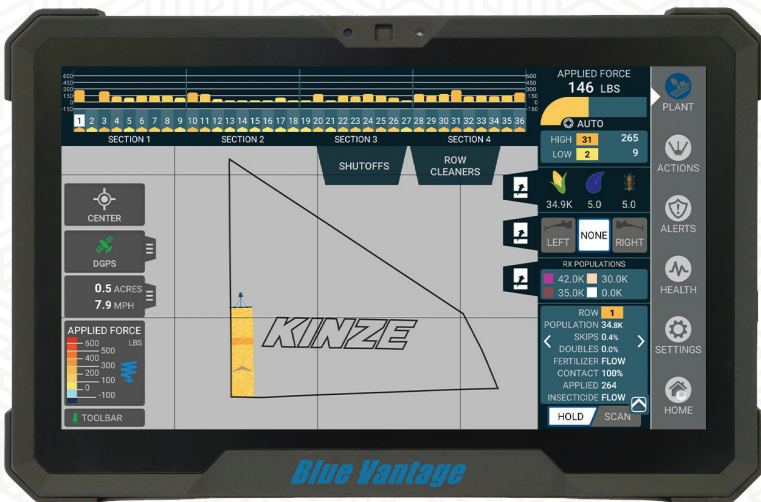 600
450
300
150
0
-150
600
450
300
150
0
-150
1 2 3 4 5 6 7 8 9 10 11 12 13 14 15 16 17 18 19 20 21 22 23 24 25 26 27 28 29 30 31 32 33 34 35 36
SECTION 1 SECTION 2 SECTION 3 SECTION 4
SHUTOFFS
ROW
CLEANERS
CENTER
DGPS
0.5 ACRES
7.9 MPH
APPLIED FORCE
LBS
600
500
400
300
200
100
0
-100
TOOLBAR
KINZE
APPLIED FORCE
146 LBS
AUTO
HIGH 31 265
LOW 2 9
34.9K 5.0 5.0
LEFT NONE RIGHT
RX POPULATIONS
42.0K 30.0K
35.0K 0.0K
ROW 1
POPULATION 34.8K
SKIPS 0.4%
DOUBLES 0.0%
FERTILIZER FLOW
CONTACT 100%
APPLIED 264
INSECTICIDE FLOW
HOLD SCAN
PLANT
ACTIONS
ALERTS
HEALTH
SETTINGS
HOME
Blue Vantage